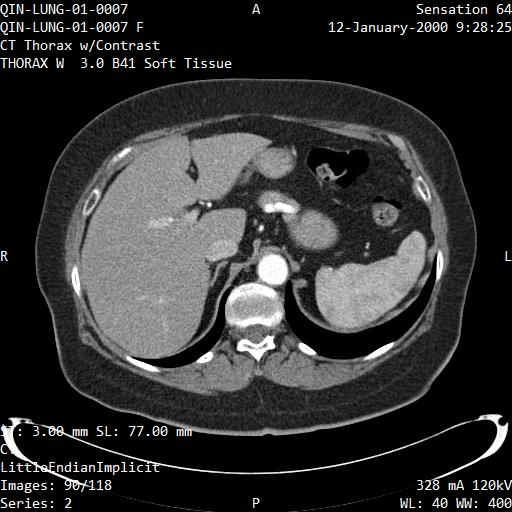 QIN-LUNG-01-0007
A
Sensation 64
QIN-LUNG-01-0007 F
12-January-2000 9:28:25
CT Thorax w/Contrast
THORAX W 3.0 B41 Soft Tissue
R
L
3.00 mm SL: 77.00 mm
LittleEndianImplicit
Images: 90/118
328 mA 120kV
Series: 2
P
WL: 40 WW: 400